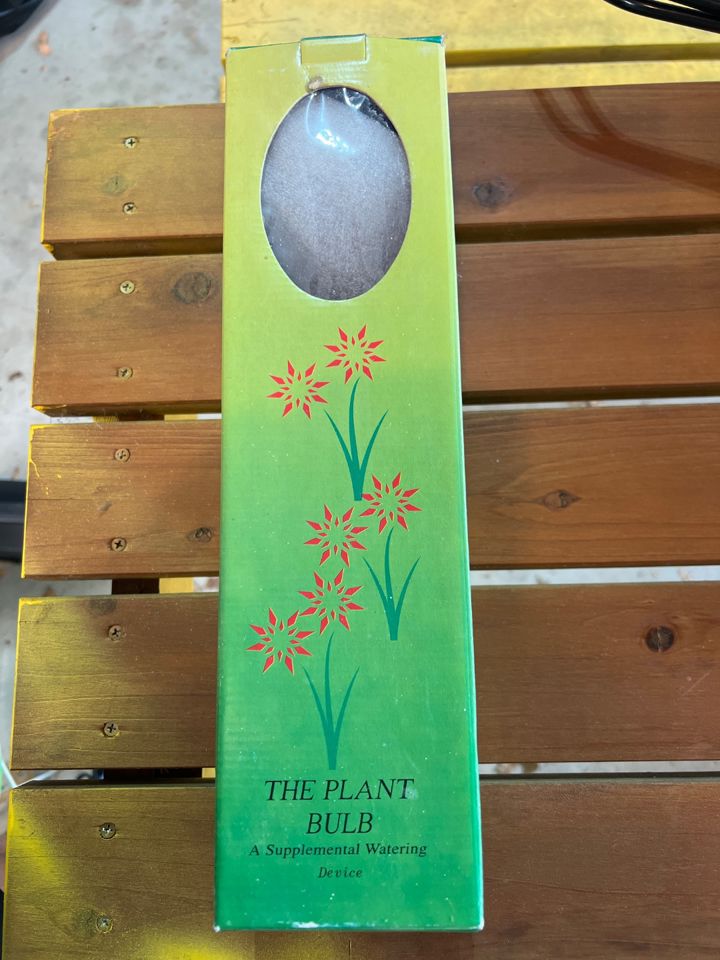 THE PLANT
BULB
A Supplemental Watering
Device